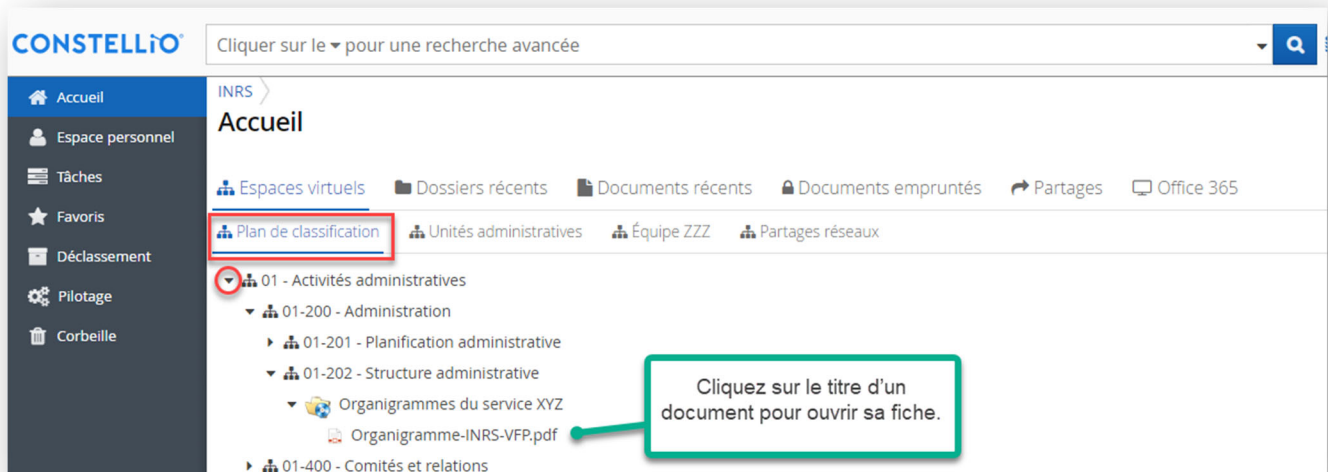 CONSTELLIO
Cliquer sur le ▾ pour une recherche avancée
Accueil
Espace personnel
Tâches
Favoris
Déclassement
Pilotage
Corbeille
INRS
Accueil
Espaces virtuels Dossiers récents Documents récents Documents empruntés Partages Office 365
Plan de classification Unités administratives Équipe ZZZ Partages réseaux
01 - Activités administratives
01-200 - Administration
01-201 - Planification administrative
01-202 - Structure administrative
Organigrammes du service XYZ
Organigramme-INRS-VFP.pdf
01-400 - Comités et relations
Cliquez sur le titre d'un
document pour ouvrir sa fiche.